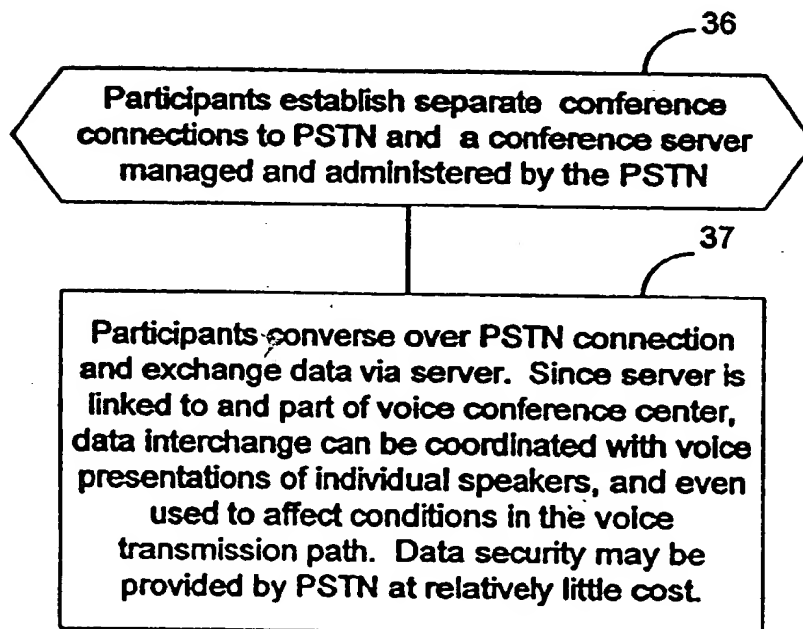 36
Participants establish separate conference
connections to PSTN and a conference server
managed and administered by the PSTN
37
Participants converse over PSTN connection
and exchange data via server. Since server is
linked to and part of voice conference center,
data interchange can be coordinated with voice
presentations of individual speakers, and even
used to affect conditions in the voice
transmission path. Data security may be
provided by PSTN at relatively little cost.